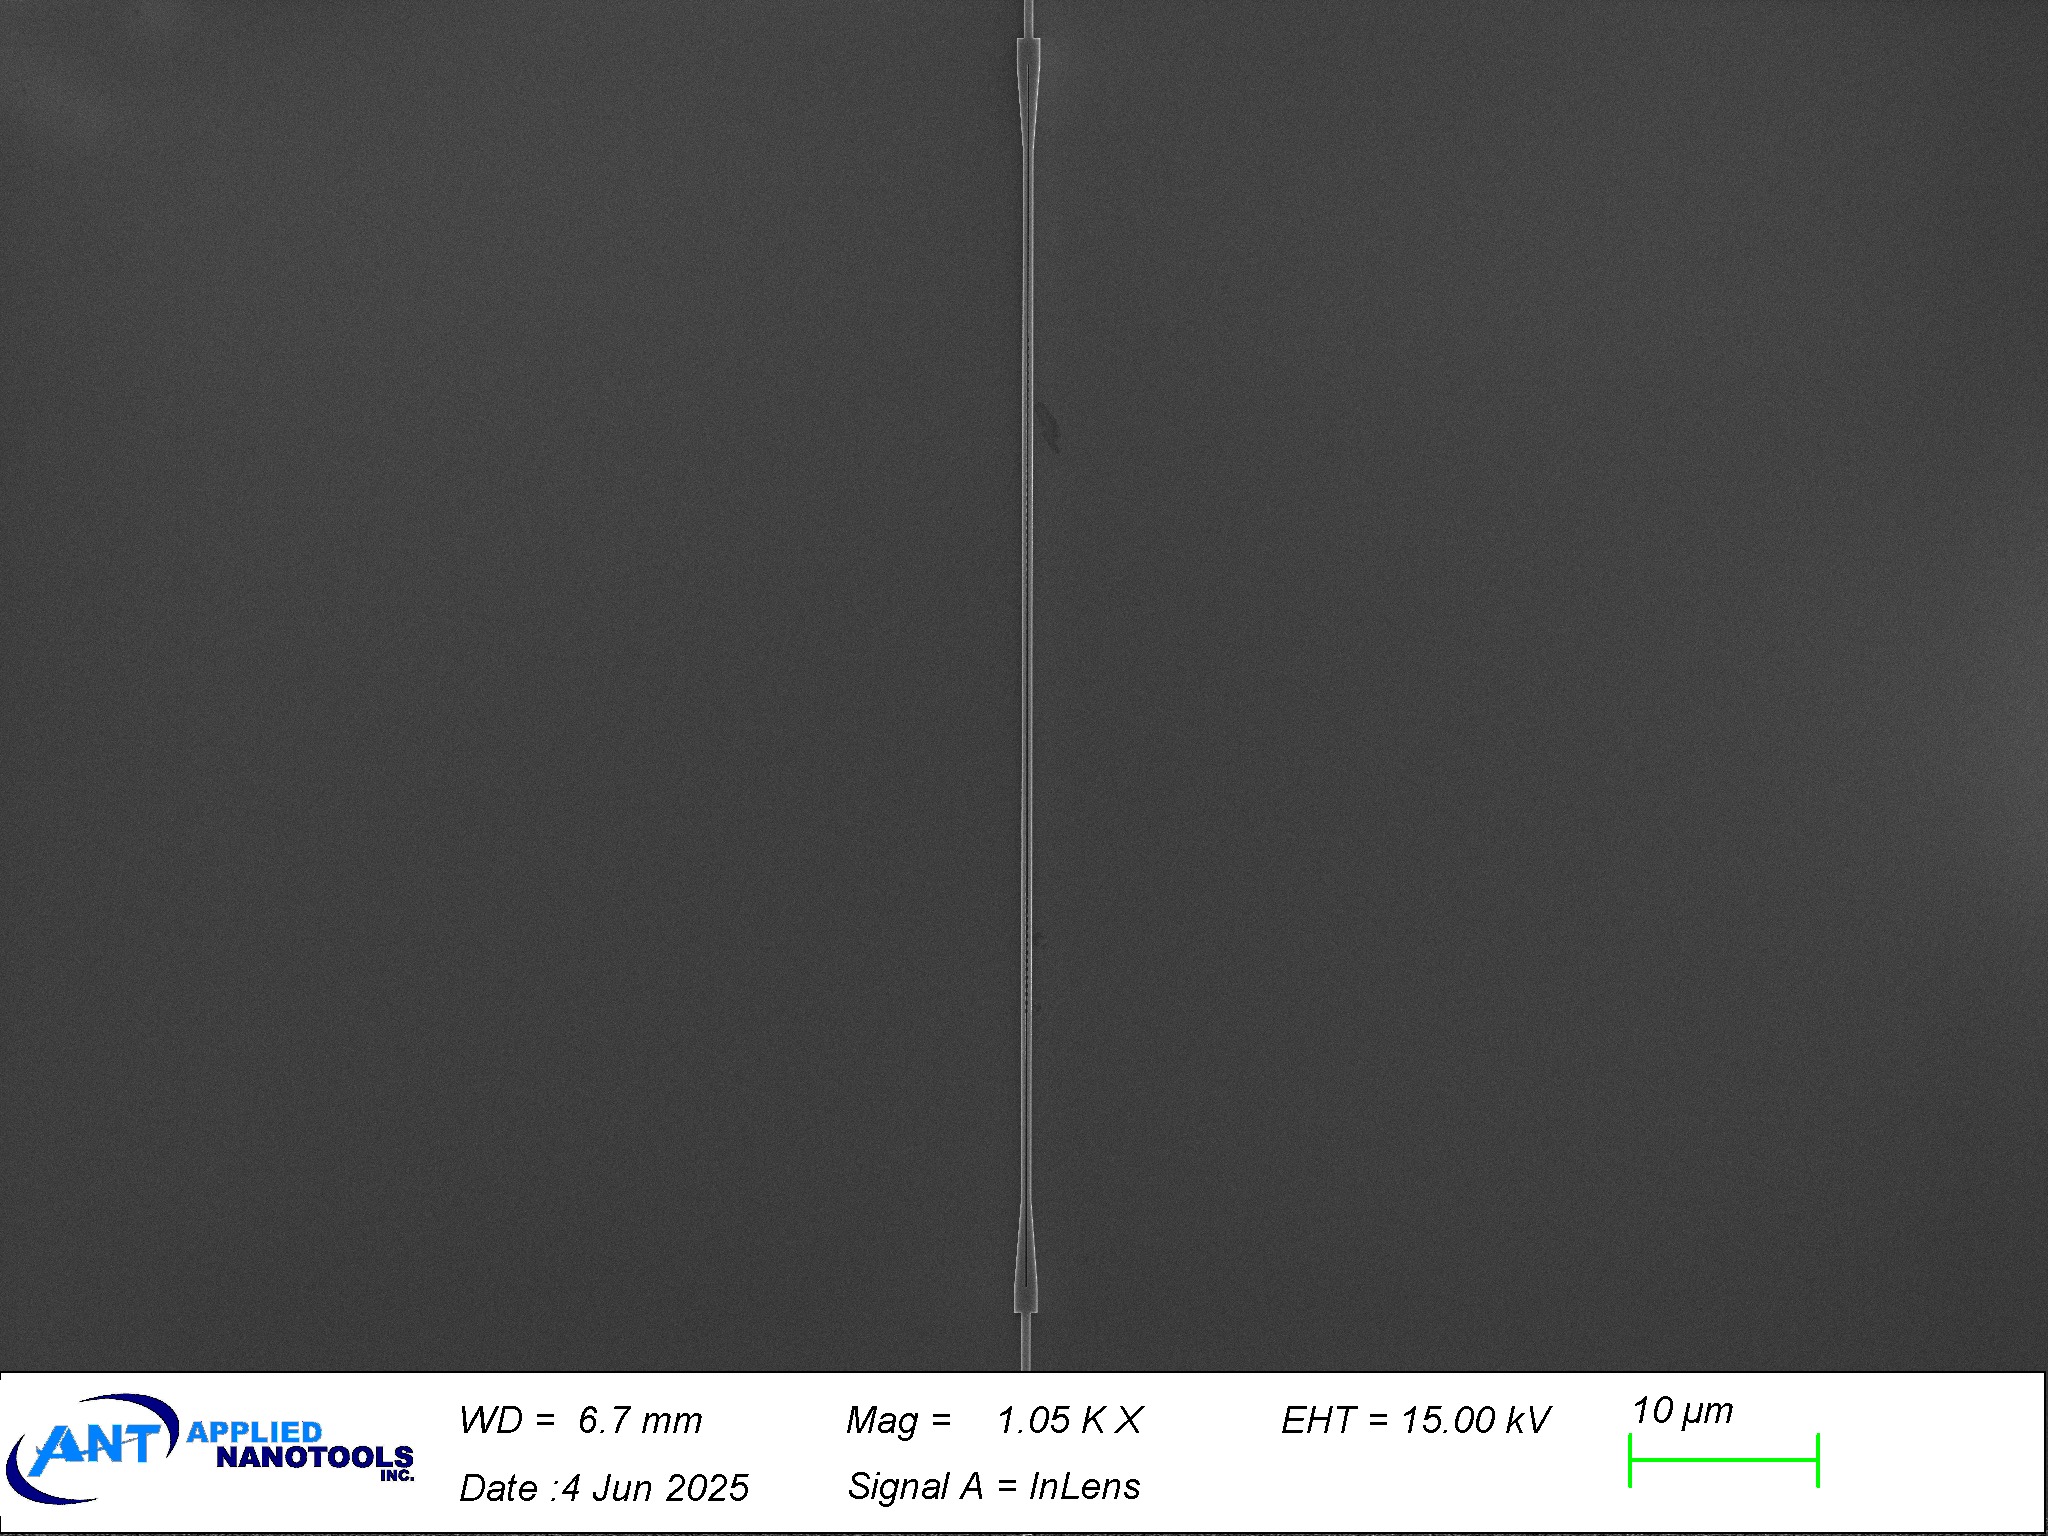 ANT APPLIED
NANOTOOLS
INC.
WD = 6.7 mm
Mag = 1.05 K X
EHT = 15.00 kV
10 µm
Date :4 Jun 2025
Signal A = InLens